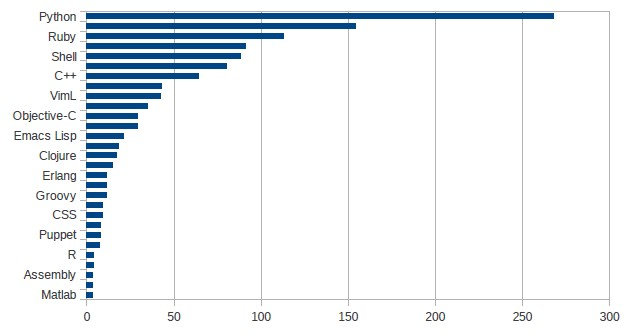 Python
Ruby
Shell
C++
VimL
Objective-C
Emacs Lisp
Clojure
Erlang
Groovy
CSS
Puppet
R
Assembly
Matlab
0 50 100 150 200 250 300